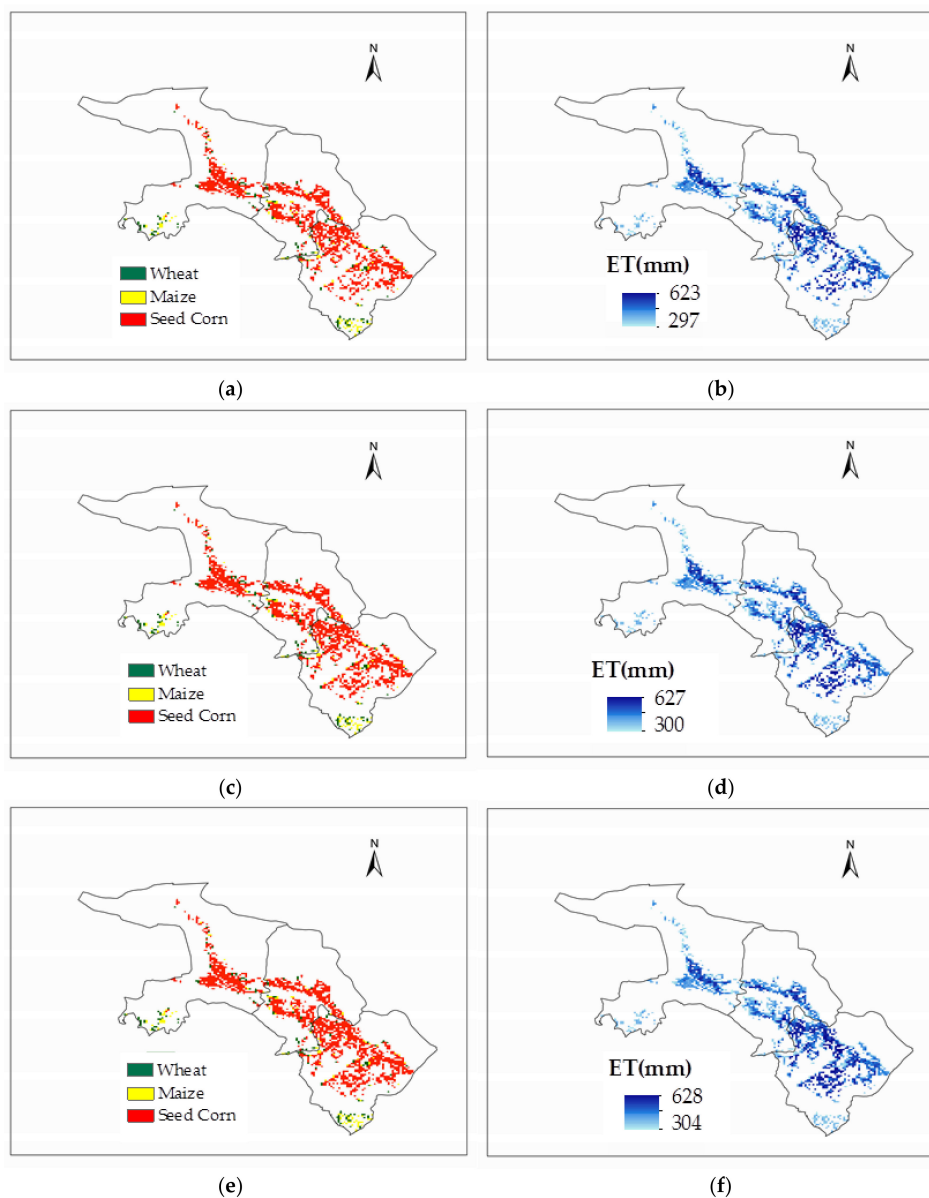 N
N
Wheat
Maize
Seed Corn
ET(mm)
623
297
(a)
(b)
N
N
Wheat
Maize
Seed Corn
ET(mm)
627
300
(c)
(d)
N
N
Wheat
Maize
Seed Corn
ET(mm)
628
304
(e)
(f)